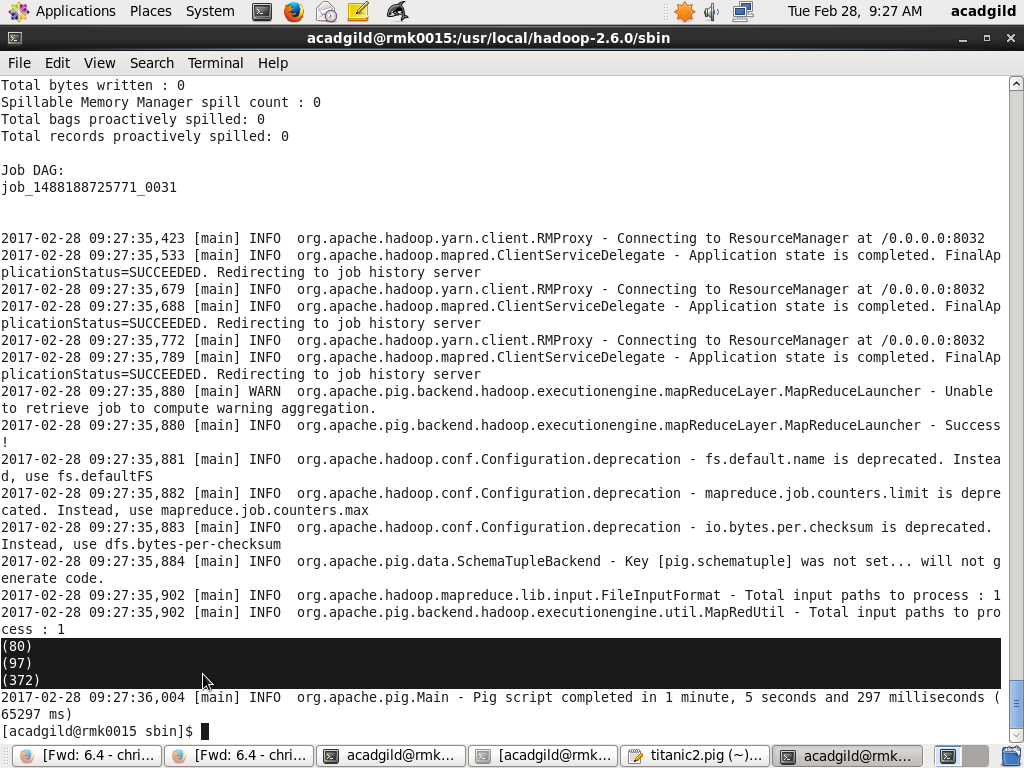 Applications Places System Tue Feb 28, 9:27 AM acadgild
acadgild@rmk0015:/usr/local/hadoop-2.6.0/sbin
File Edit View Search Terminal Help
Total bytes written : 0
Spillable Memory Manager spill count : 0
Total bags proactively spilled: 0
Total records proactively spilled: 0
Job DAG:
job_1488188725771_0031
2017-02-28 09:27:35,423 [main] INFO  org.apache.hadoop.yarn.client.RMProxy - Connecting to ResourceManager at /0.0.0.0:8032
2017-02-28 09:27:35,533 [main] INFO  org.apache.hadoop.mapred.ClientServiceDelegate - Application state is completed. FinalAp
plicationStatus=SUCCEEDED. Redirecting to job history server
2017-02-28 09:27:35,679 [main] INFO  org.apache.hadoop.yarn.client.RMProxy - Connecting to ResourceManager at /0.0.0.0:8032
2017-02-28 09:27:35,688 [main] INFO  org.apache.hadoop.mapred.ClientServiceDelegate - Application state is completed. FinalAp
plicationStatus=SUCCEEDED. Redirecting to job history server
2017-02-28 09:27:35,772 [main] INFO  org.apache.hadoop.yarn.client.RMProxy - Connecting to ResourceManager at /0.0.0.0:8032
2017-02-28 09:27:35,789 [main] INFO  org.apache.hadoop.mapred.ClientServiceDelegate - Application state is completed. FinalAp
plicationStatus=SUCCEEDED. Redirecting to job history server
2017-02-28 09:27:35,880 [main] WARN  org.apache.pig.backend.hadoop.executionengine.mapReduceLayer.MapReduceLauncher - Unable
to retrieve job to compute warning aggregation.
2017-02-28 09:27:35,880 [main] INFO  org.apache.pig.backend.hadoop.executionengine.mapReduceLayer.MapReduceLauncher - Success
!
2017-02-28 09:27:35,881 [main] INFO  org.apache.hadoop.conf.Configuration.deprecation - fs.default.name is deprecated. Instea
d, use fs.defaultFS
2017-02-28 09:27:35,882 [main] INFO  org.apache.hadoop.conf.Configuration.deprecation - mapreduce.job.counters.limit is depre
cated. Instead, use mapreduce.job.counters.max
2017-02-28 09:27:35,883 [main] INFO  org.apache.hadoop.conf.Configuration.deprecation - io.bytes.per.checksum is deprecated.
Instead, use dfs.bytes-per-checksum
2017-02-28 09:27:35,884 [main] INFO  org.apache.pig.data.SchemaTupleBackend - Key [pig.schematuple] was not set... will not g
enerate code.
2017-02-28 09:27:35,902 [main] INFO  org.apache.hadoop.mapreduce.lib.input.FileInputFormat - Total input paths to process : 1
2017-02-28 09:27:35,902 [main] INFO  org.apache.pig.backend.hadoop.executionengine.util.MapRedUtil - Total input paths to pro
cess : 1
(80)
(97)
(372)
2017-02-28 09:27:36,004 [main] INFO  org.apache.pig.Main - Pig script completed in 1 minute, 5 seconds and 297 milliseconds (
65297 ms)
[acadgild@rmk0015 sbin]$
[Fwd: 6.4 - chri... [Fwd: 6.4 - chri... acadgild@rmk... [acadgild@rmk... titanic2.pig (~)... acadgild@rmk...